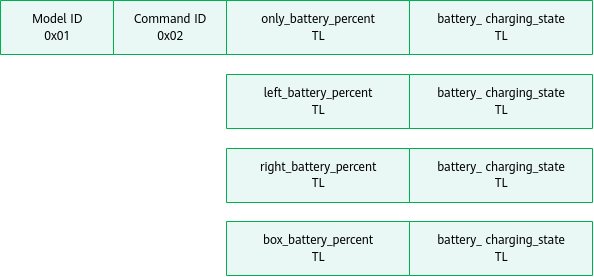 Model ID
0x01
Command ID
0x02
only_battery_percent
TL
battery_ charging_state
TL
left_battery_percent
TL
battery_ charging_state
TL
right_battery_percent
TL
battery_ charging_state
TL
box_battery_percent
TL
battery_ charging_state
TL